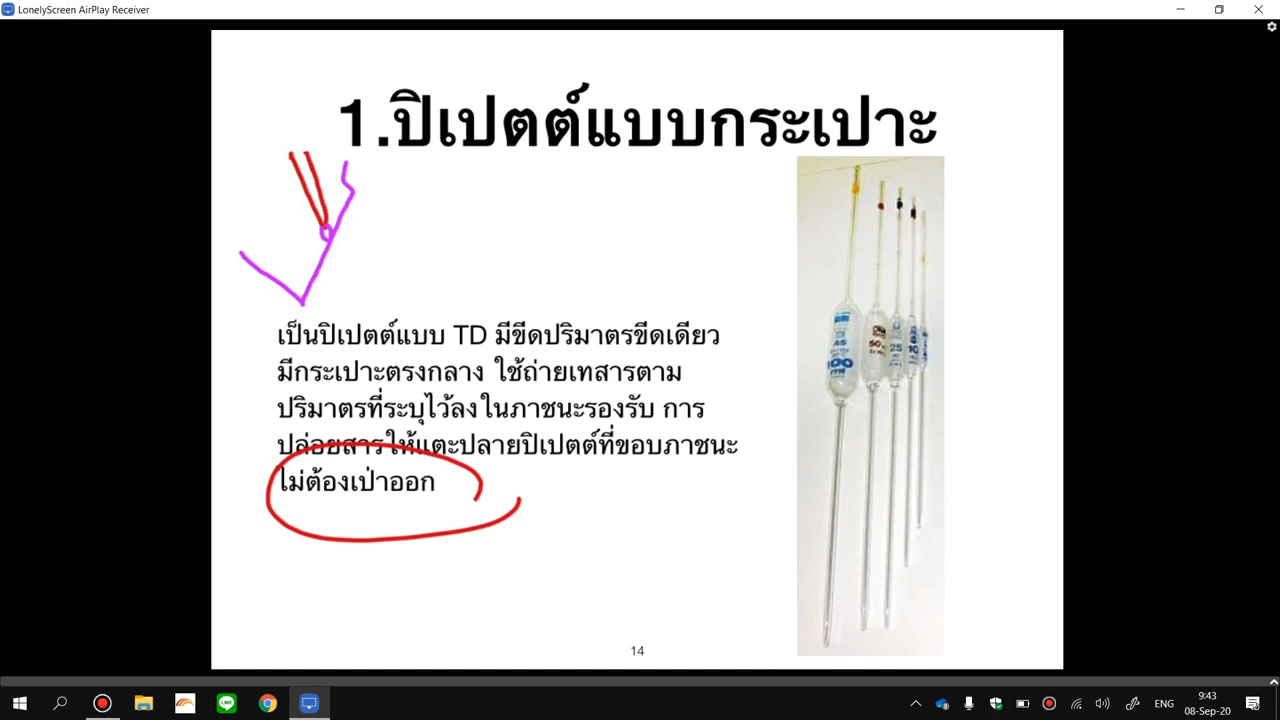 LonelyScreen AirPlay Receiver
1.ปิเปตต์แบบกระเปาะ
เป็นปิเปตต์แบบ TD มีขีดปริมาตรขีดเดียว
มีกระเปาะตรงกลาง ใช้ถ่ายเทสารตาม
ปริมาตรที่ระบุไว้ลงในภาชนะรองรับ การ
ปล่อยสารให้แตะปลายปิเปตต์ที่ขอบภาชนะ
ไม่ต้องเป่าออก
50
25
10
14
ENG
9:43
08-Sep-20